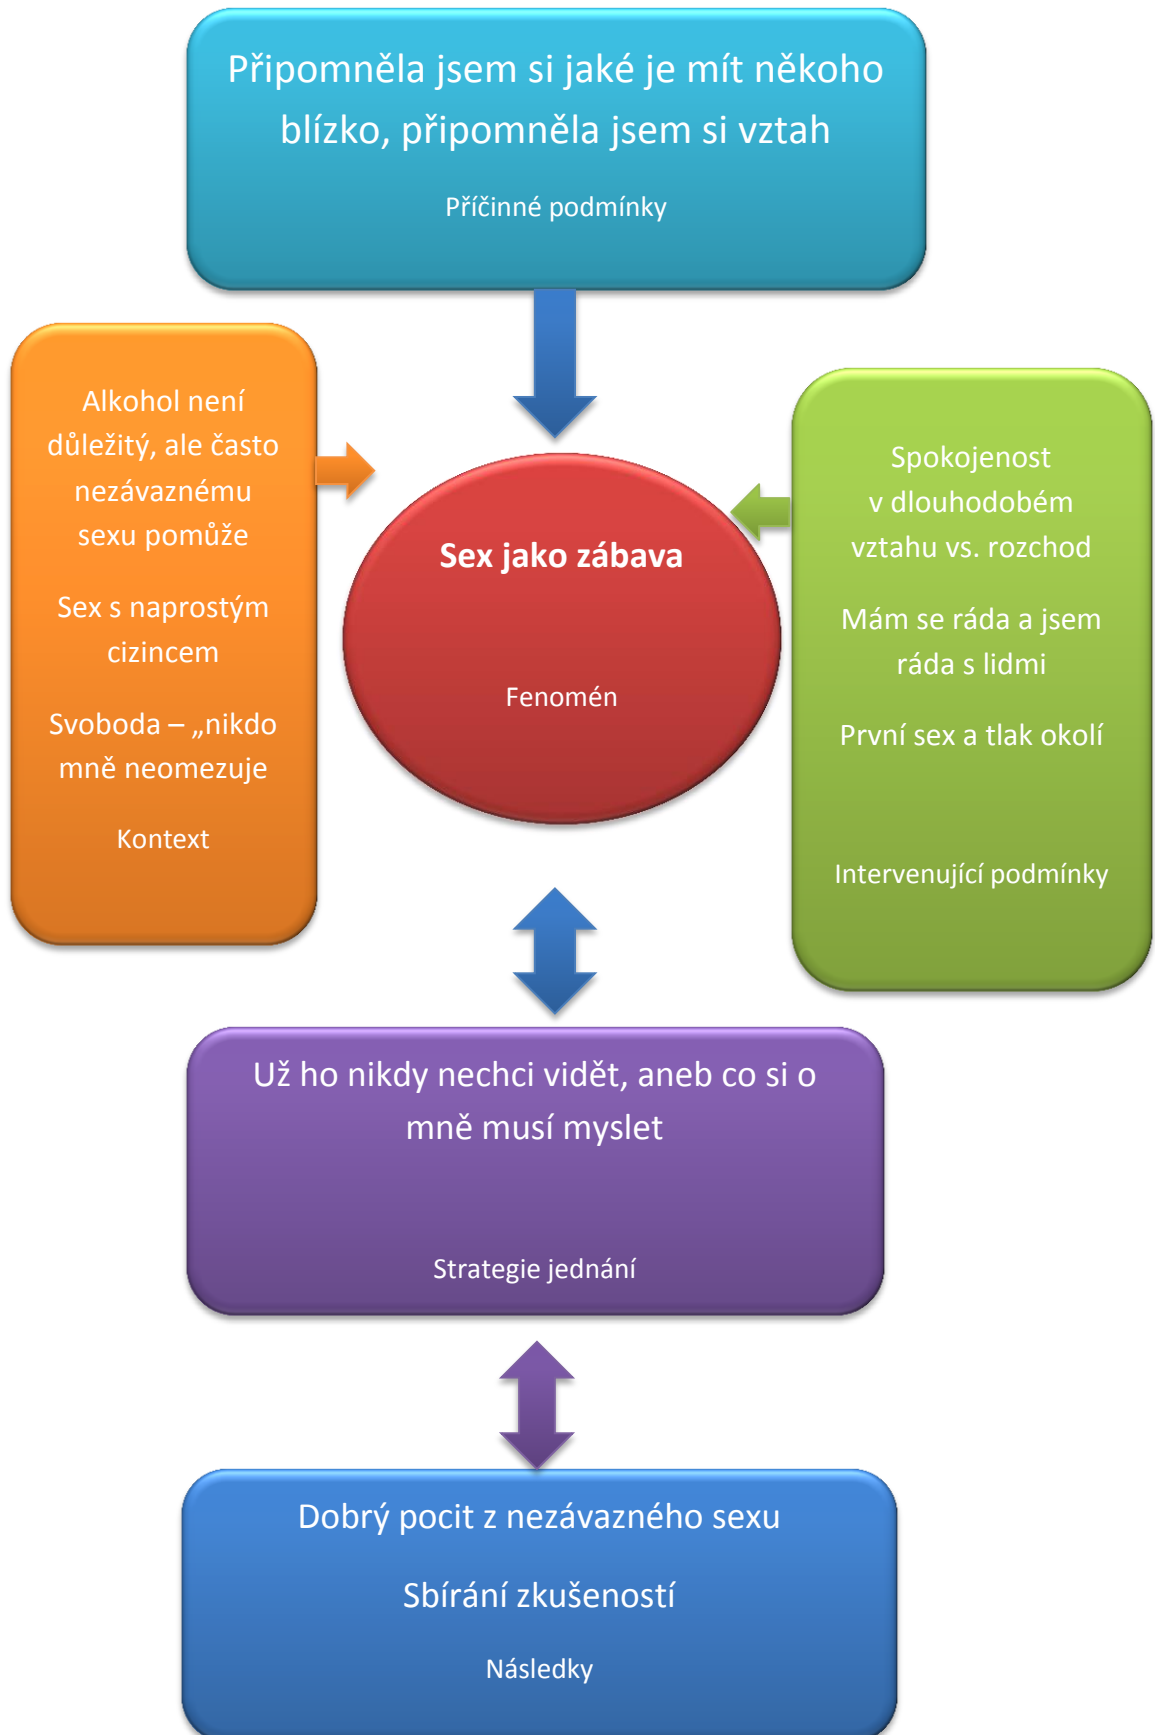 Připomněla jsem si jaké je mít někoho
blízko, připomněla jsem si vztah
Příčinné podmínky
Alkohol není
důležitý, ale často
nezávaznému
sexu pomůže
Sex s naprostým
cizincem
Svoboda – „nikdo
mně neomezuje
Kontext
Sex jako zábava
Fenomén
Spokojenost
v dlouhodobém
vztahu vs. rozchod
Mám se ráda a jsem
ráda s lidmi
První sex a tlak okolí
Intervenující podmínky
Už ho nikdy nechci vidět, aneb co si o
mně musí myslet
Strategie jednání
Dobrý pocit z nezávazného sexu
Sbírání zkušeností
Následky